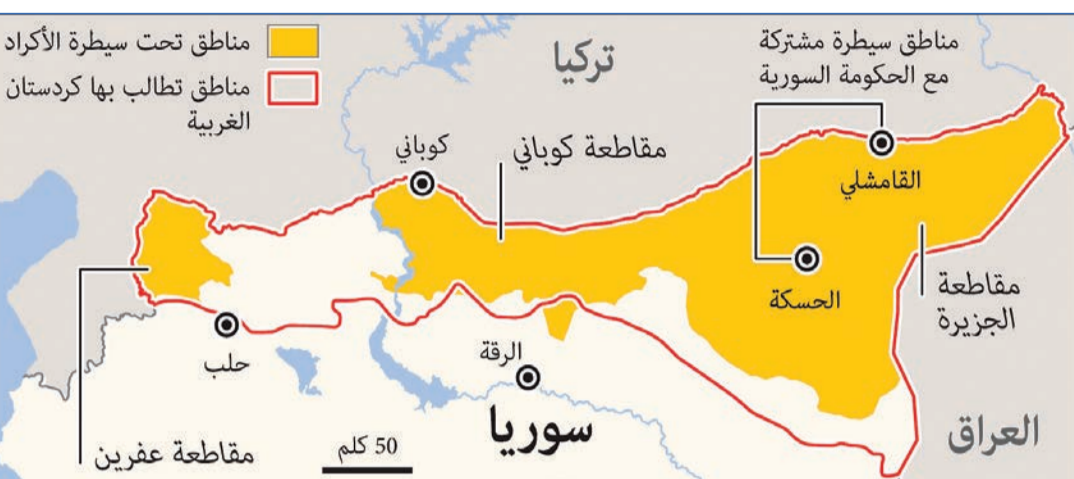 مناطق تحت سيطرة الأكراد
مناطق تطالب بها كردستان
الغربية
تركيا
مناطق سيطرة مشتركة
مع الحكومة السورية
كوباني
مقاطعة كوباني
القامشلي
الحسكة
مقاطعة
الجزيرة
حلب
الرقة
سوريا
العراق
مقاطعة عفرين
50 كلم